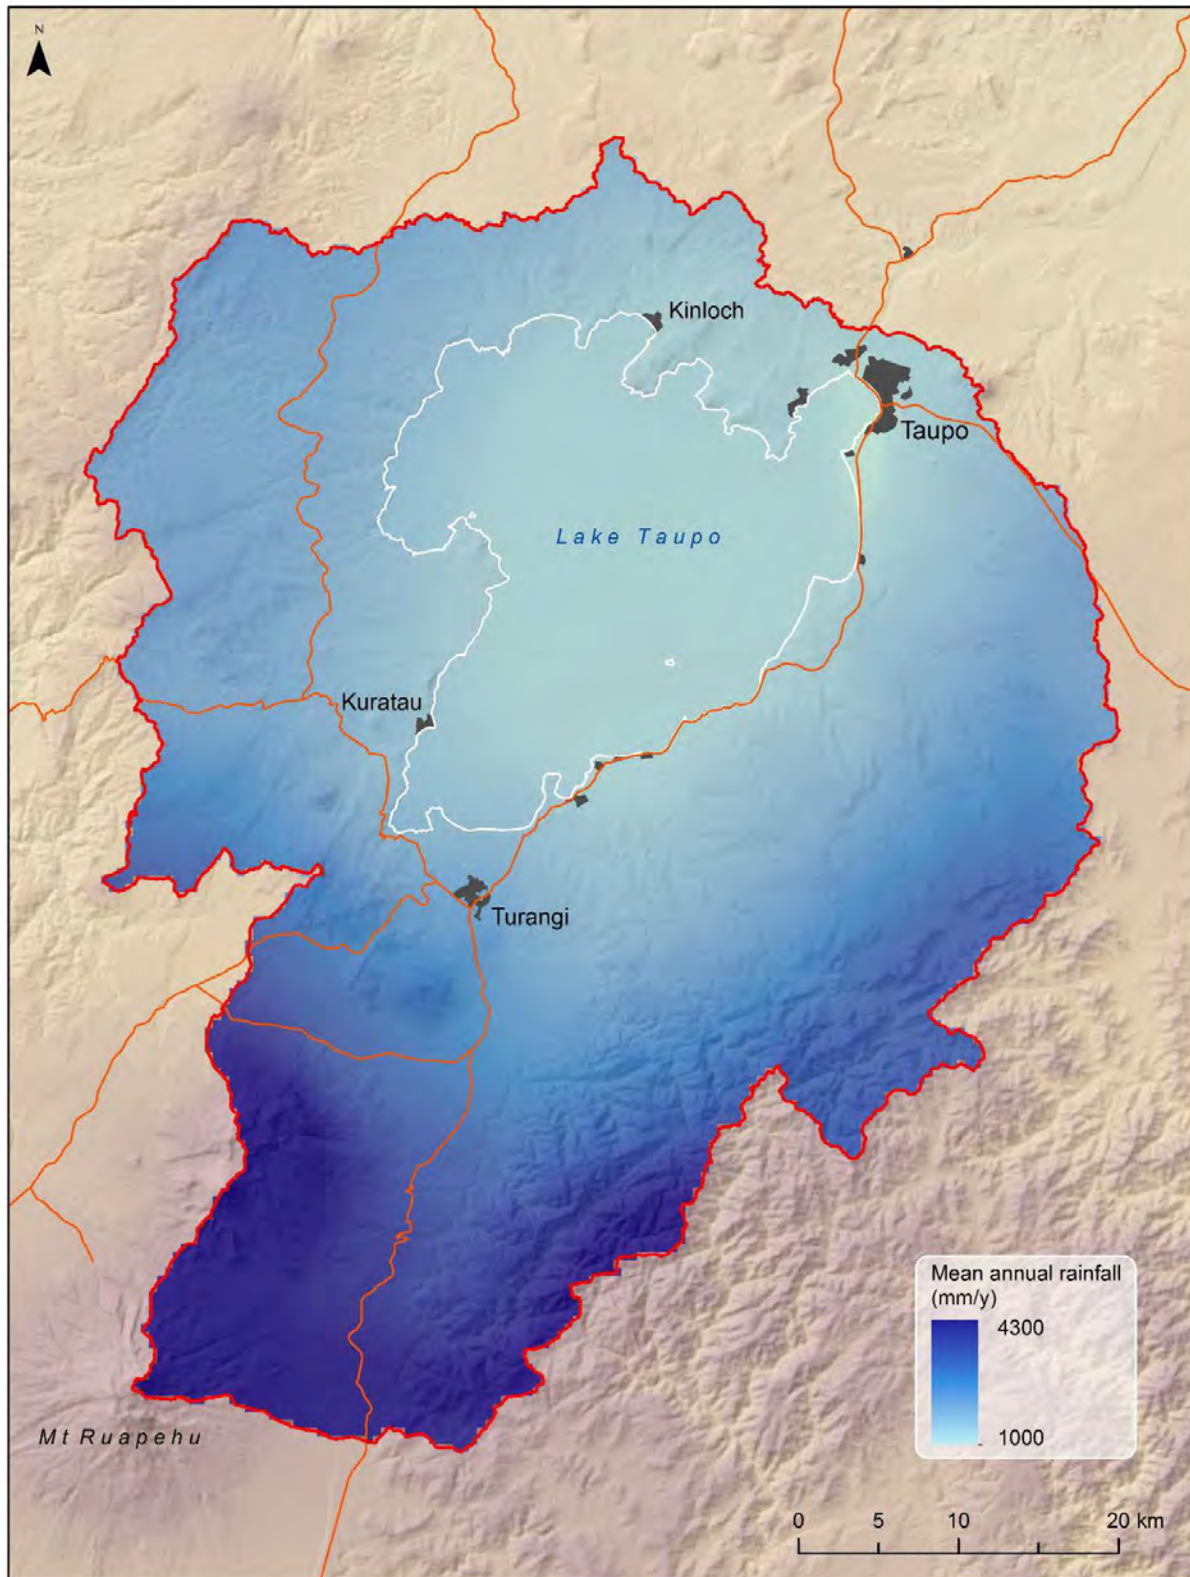 N
Kinloch
Taupo
Lake Taupo
Kuratau
Turangi
Mean annual rainfall
(mm/y)
4300
1000
Mt Ruapehu
0 5 10 20 km